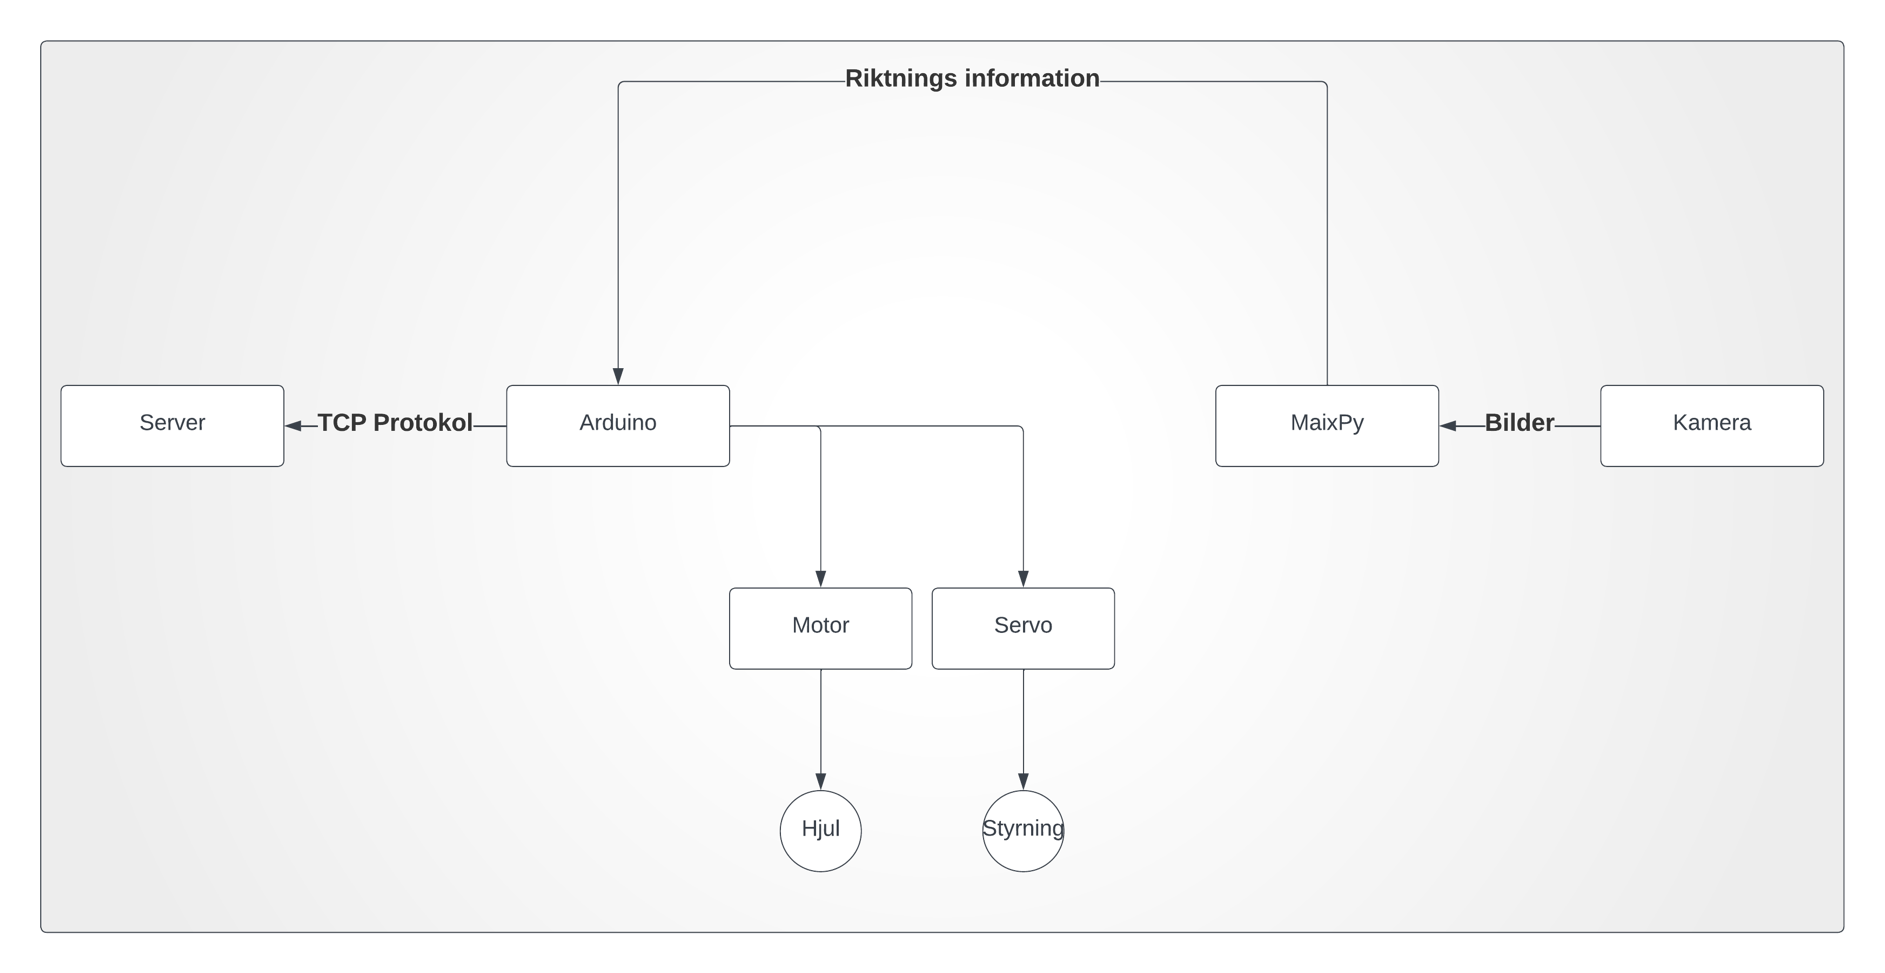 Riktnings information
Server
TCP Protokol
Arduino
MaixPy
Bilder
Kamera
Motor
Servo
Hjul
Styrning